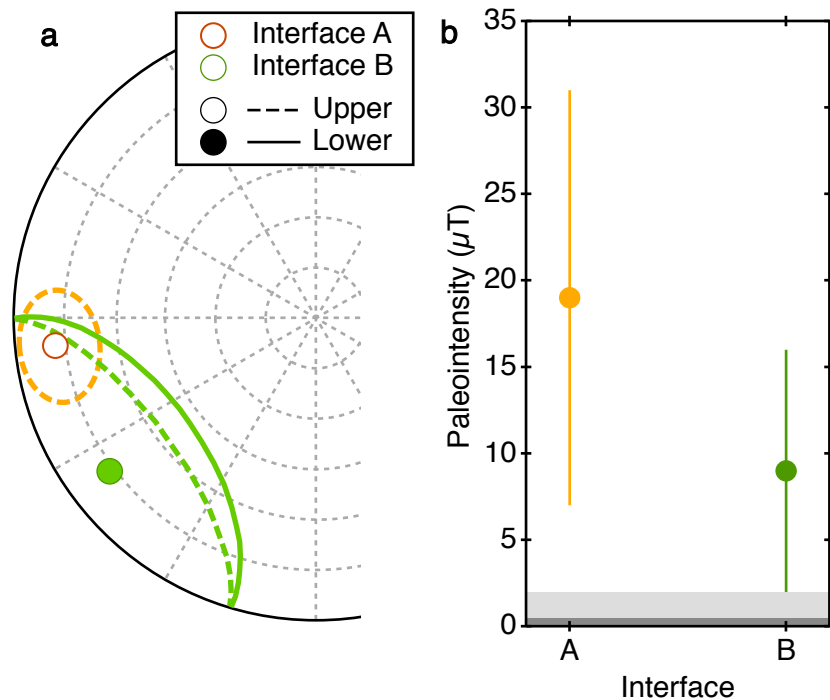 a
Interface A
Interface B
Upper
Lower
b
35
30
25
20
15
10
5
0
Paleointensity (μT)
A
B
Interface